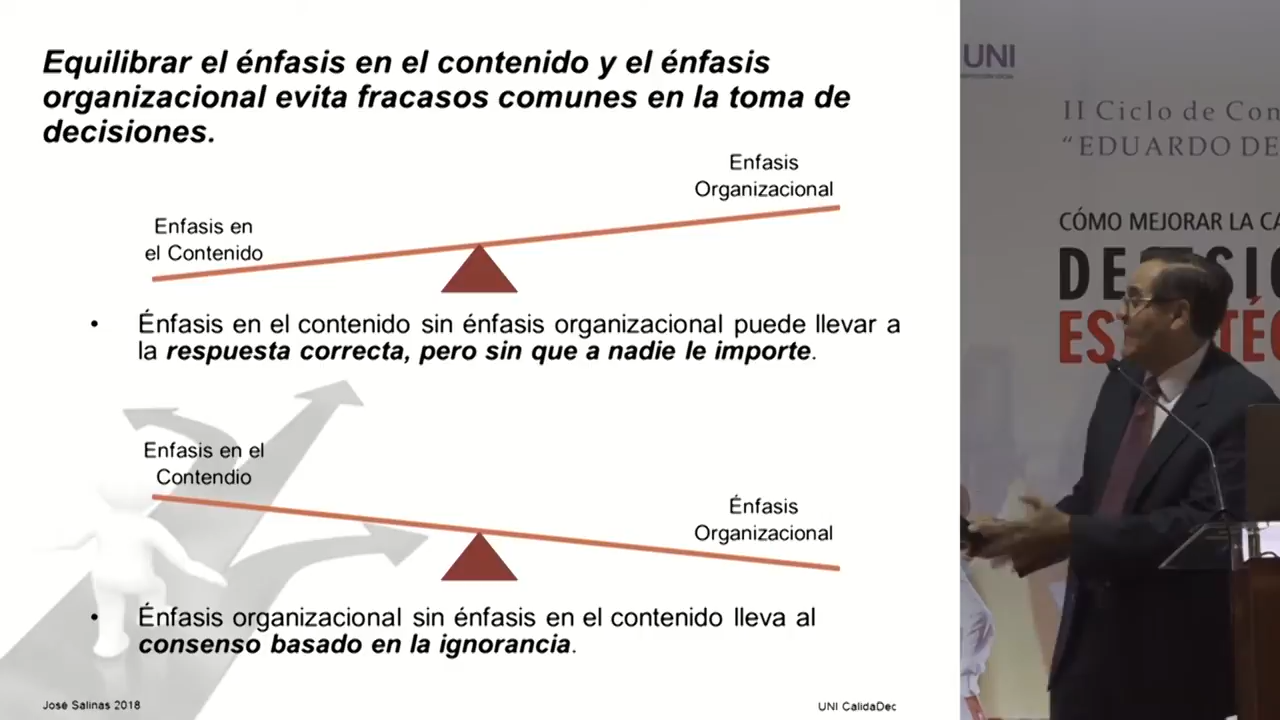 Equilibrar el énfasis en el contenido y el énfasis
organizacional evita fracasos comunes en la toma de
decisiones.
Enfasis
Organizacional
Enfasis en
el Contenido
• Énfasis en el contenido sin énfasis organizacional puede llevar a
la respuesta correcta, pero sin que a nadie le importe.
Enfasis en el
Contendio
Énfasis
Organizacional
• Énfasis organizacional sin énfasis en el contenido lleva al
consenso basado en la ignorancia.
José Salinas 2018
UNI CalidaDec
UNI
II Ciclo de Con
“EDUARDO DE
CÓMO MEJORAR LA CA